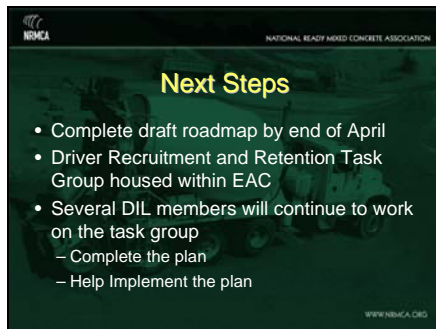 NRMCA
NATIONAL READY MIXED CONCRETE ASSOCIATION
Next Steps
• Complete draft roadmap by end of April
• Driver Recruitment and Retention Task
Group housed within EAC
• Several DIL members will continue to work
on the task group
– Complete the plan
– Help Implement the plan
WWW.NRMCA.ORG